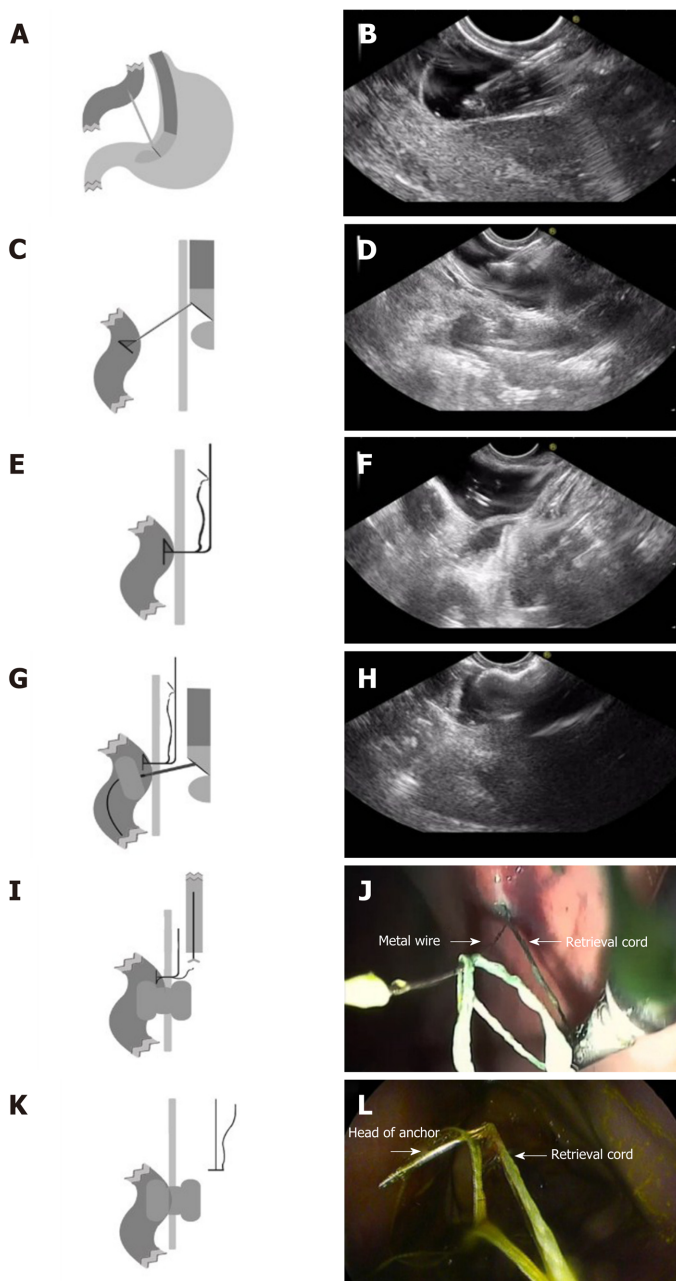 A
B
C
D
E
F
G
H
I
J
Metal wire
Retrieval cord
K
L
Head of anchor
Retrieval cord